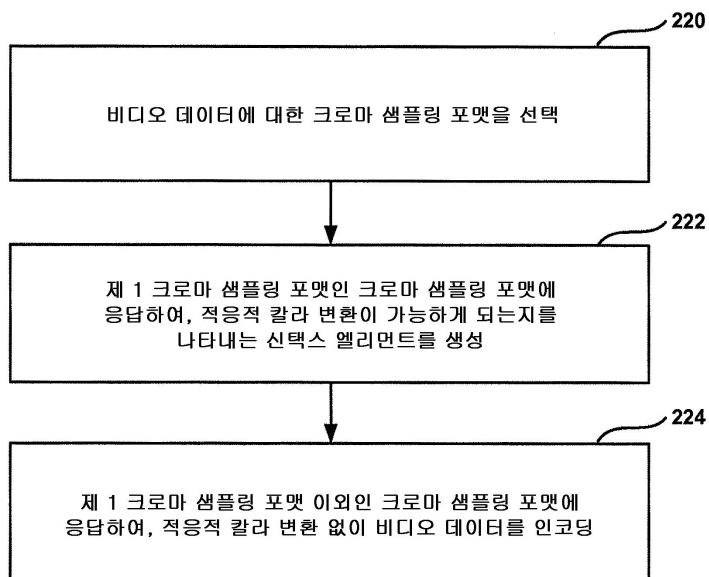 220
비디오 데이터에 대한 크로마 샘플링 포맷을 선택
222
제 1 크로마 샘플링 포맷인 크로마 샘플링 포맷에
응답하여, 적응적 칼라 변환이 가능하게 되는지를
나타내는 신택스 엘리먼트를 생성
224
제 1 크로마 샘플링 포맷 이외인 크로마 샘플링 포맷에
응답하여, 적응적 칼라 변환 없이 비디오 데이터를 인코딩